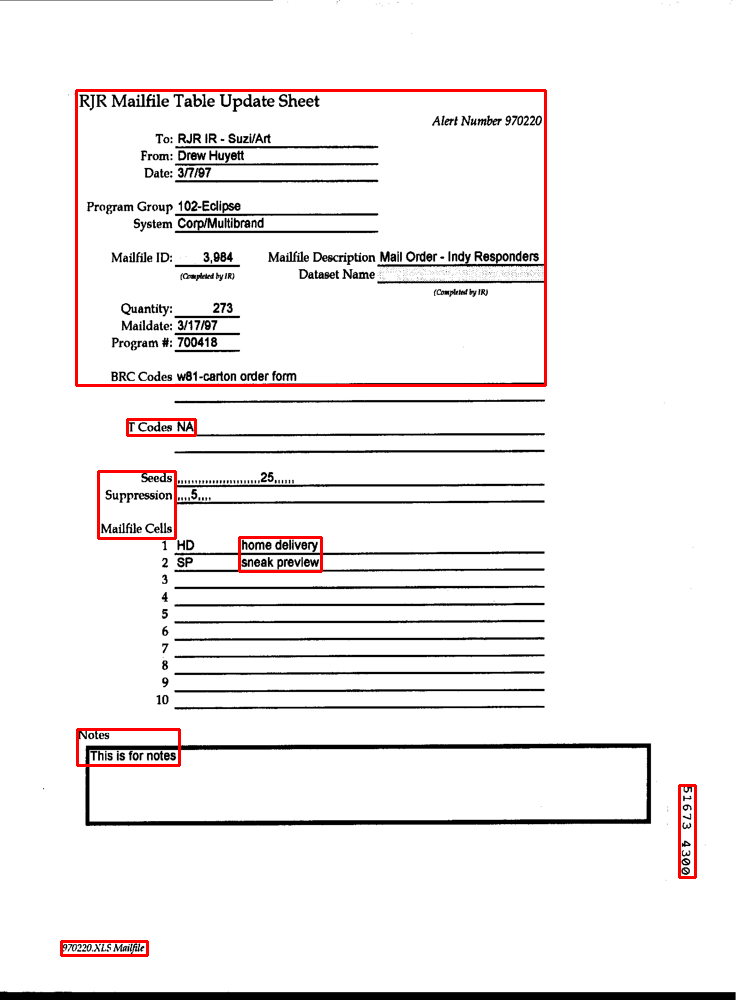 RJR Mailfile Table Update Sheet
Alert Number 970220
To: RJR IR - Suzi/Art
From: Drew Huyett
Date: 3/7/97
Program Group 102-Eclipse
System Corp/Multibrand
Mailfile ID: 3,984 Mailfile Description Mail Order - Indy Responders
(Completed by IR) Dataset Name
(Completed by IR)
Quantity: 273
Maildate: 3/17/97
Program #: 700418
BRC Codes w81-carton order form
T Codes NA
Seeds ,,,,,,,,,,,,,,,,,,,,,,,,25,,,,,,
Suppression ,,,,5,,,,
Mailfile Cells
1 HD home delivery
2 SP sneak preview
3
4
5
6
7
8
9
10
Notes
This is for notes
51673 4300
970220.XLS Mailfile